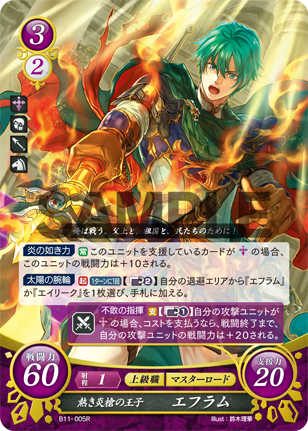 3
2
SAMPLE
俺は戦う。父上と、祖国と、民たちのために!
炎の如き力 常 このユニットを支援しているカードが の場合、
このユニットの戦闘力は+10される。
太陽の腕輪 起 1ターンに1回 [ 2] 自分の退避エリアから『エフラム』
か『エイリーク』を1枚選び、手札に加える。
不敗の指揮 支 [ 1] 自分の攻撃ユニット
が の場合、コストを支払うなら、戦闘終了まで、
自分の攻撃ユニットの戦闘力は+20される。
戦闘力
60
射程 1
上級職
マスターロード
支援力
20
熱き炎槍の王子 エフラム
B11-005R
Illust:鈴木理華